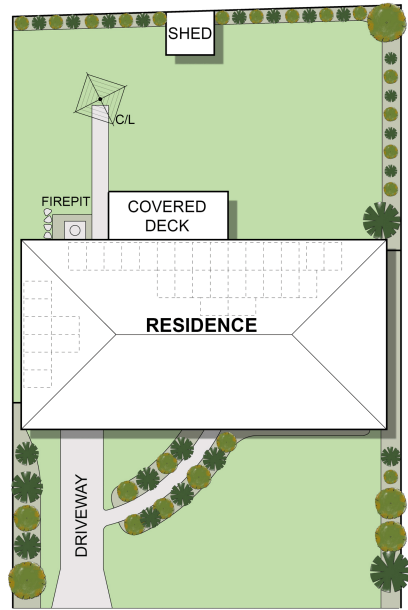 SHED
C/L
FIREPIT
COVERED
DECK
RESIDENCE
DRIVEWAY